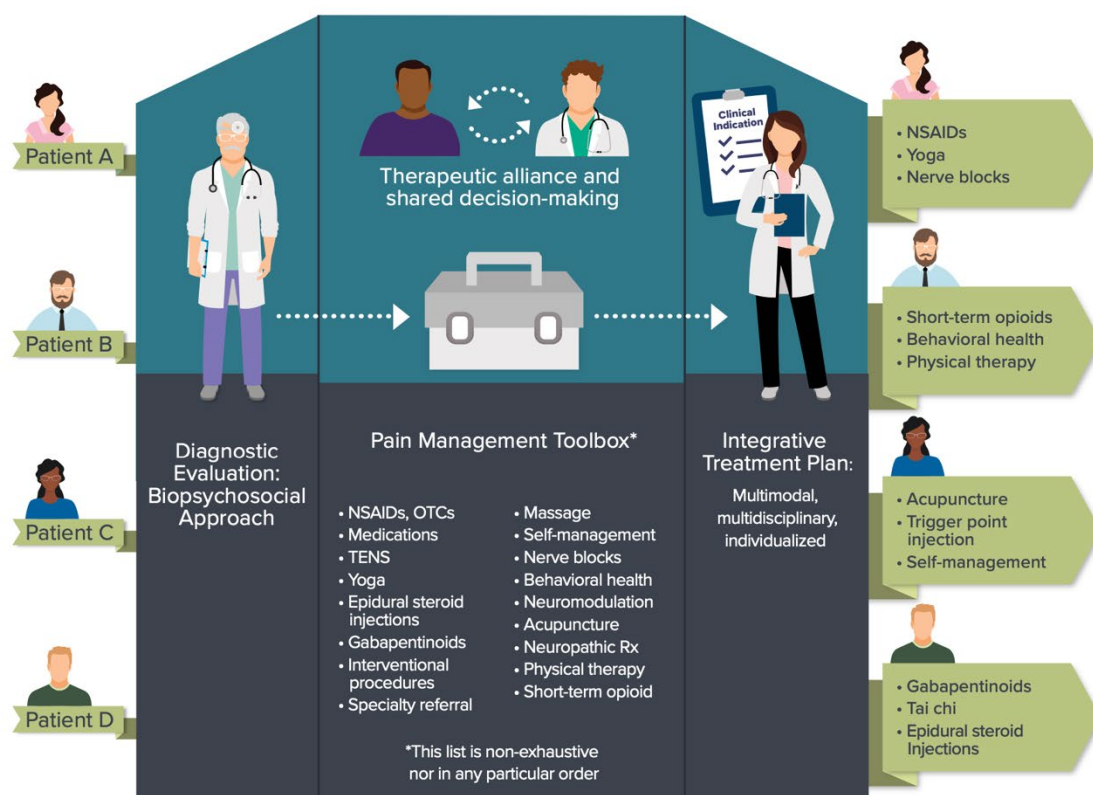 Patient A
Patient B
Patient C
Patient D
Therapeutic alliance and
shared decision-making
Clinical
Indication
Diagnostic
Evaluation:
Biopsychosocial
Approach
Pain Management Toolbox*
• NSAIDs, OTCs
• Medications
• TENS
• Yoga
• Epidural steroid
injections
• Gabapentinoids
• Interventional
procedures
• Specialty referral
• Massage
• Self-management
• Nerve blocks
• Behavioral health
• Neuromodulation
• Acupuncture
• Neuropathic Rx
• Physical therapy
• Short-term opioid
*This list is non-exhaustive
nor in any particular order
Integrative
Treatment Plan:
Multimodal,
multidisciplinary,
individualized
• NSAIDs
• Yoga
• Nerve blocks
• Short-term opioids
• Behavioral health
• Physical therapy
• Acupuncture
• Trigger point
injection
• Self-management
• Gabapentinoids
• Tai chi
• Epidural steroid
Injections